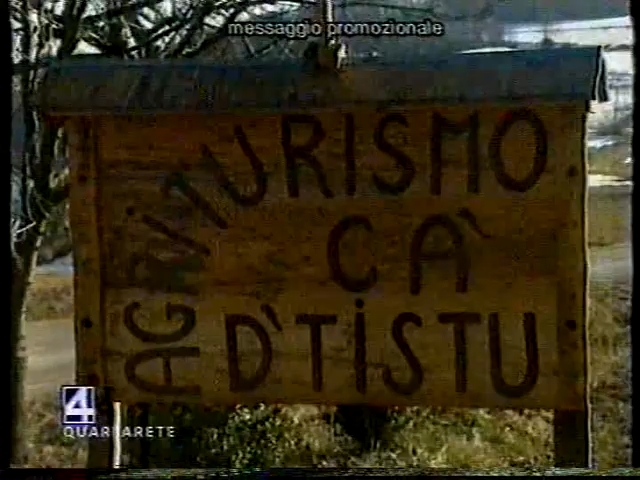 messaggio promozionale
AGRITURISMO
CA'
D'TISTU
4
QUARTARETE